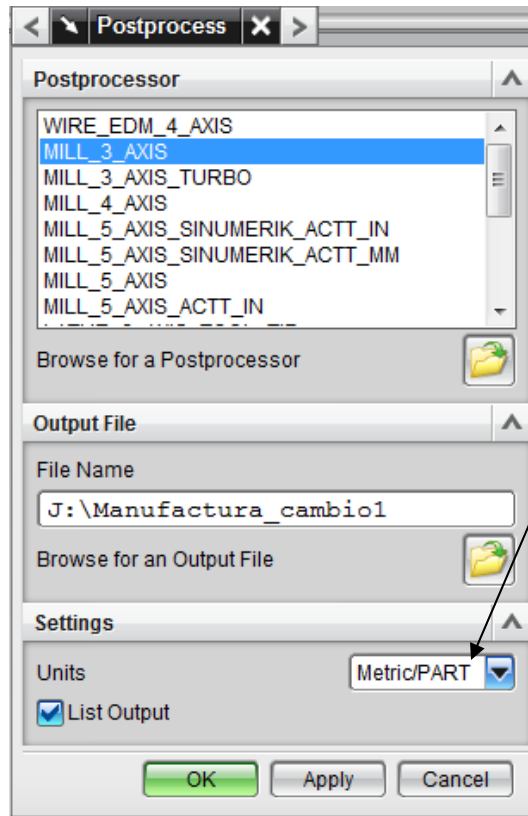 Postprocess
Postprocessor
WIRE_EDM_4_AXIS
MILL_3_AXIS
MILL_3_AXIS_TURBO
MILL_4_AXIS
MILL_5_AXIS_SINUMERIK_ACTT_IN
MILL_5_AXIS_SINUMERIK_ACTT_MM
MILL_5_AXIS
MILL_5_AXIS_ACTT_IN
Browse for a Postprocessor
Output File
File Name
J:\Manufactura_cambio1
Browse for an Output File
Settings
Units Metric/PART
List Output
OK Apply Cancel